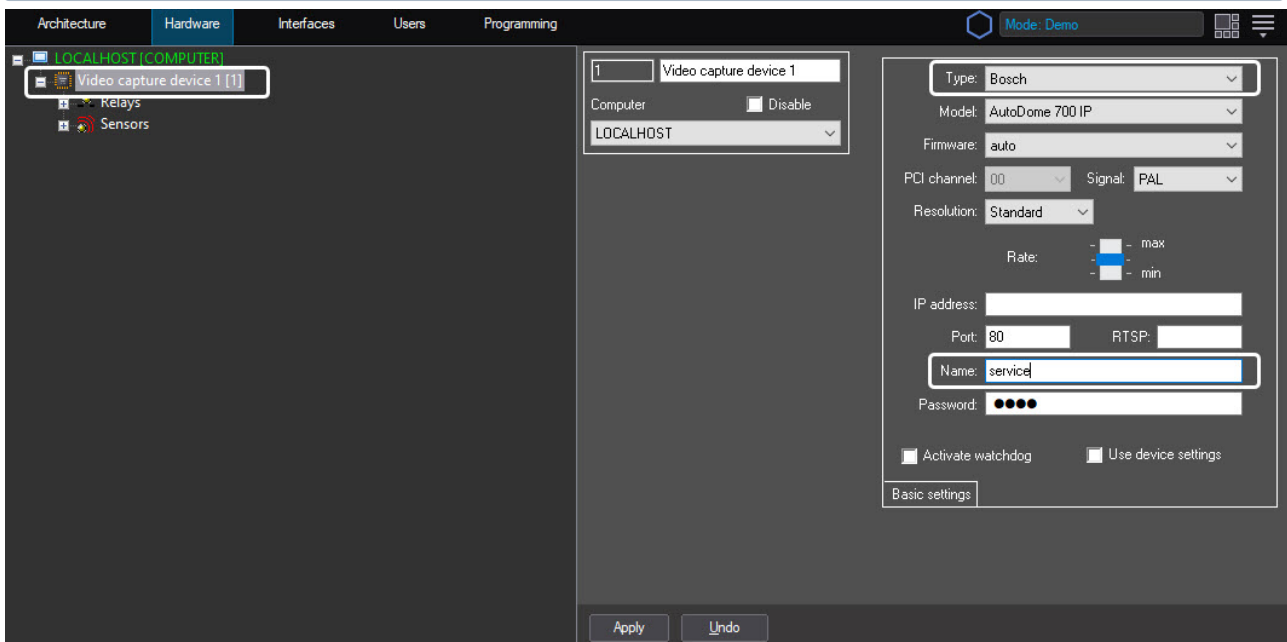 Architecture Hardware Interfaces Users Programming Mode: Demo
LOCALHOST [COMPUTER]
Video capture device 1 [1]
Relays
Sensors
1 Video capture device 1
Computer Disable
LOCALHOST
Type: Bosch
Model: AutoDome 700 IP
Firmware: auto
PCI channel: 00 Signal: PAL
Resolution: Standard
Rate: max
min
IP address:
Port: 80 RTSP:
Name: service
Password: ●●●●
Activate watchdog Use device settings
Basic settings
Apply Undo